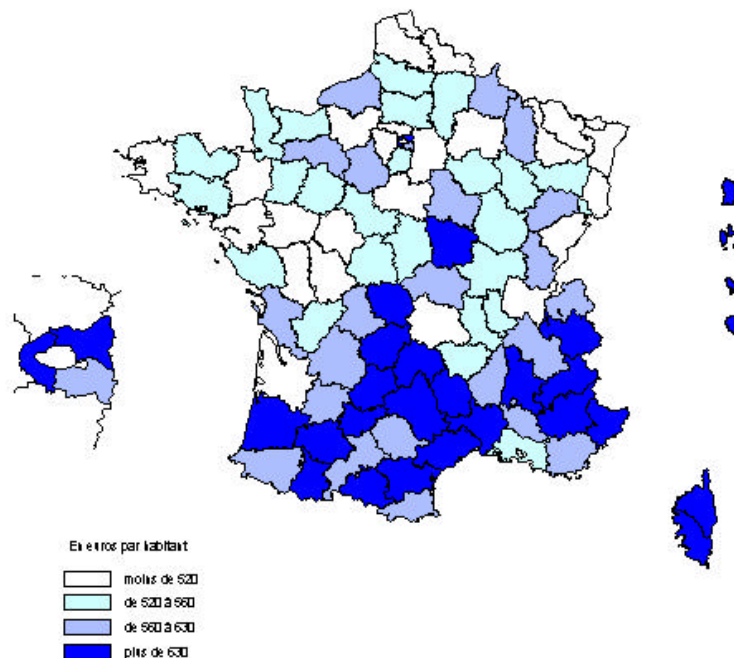 En euros par habitant
moins de 520
de 520 à 560
de 560 à 630
plus de 630